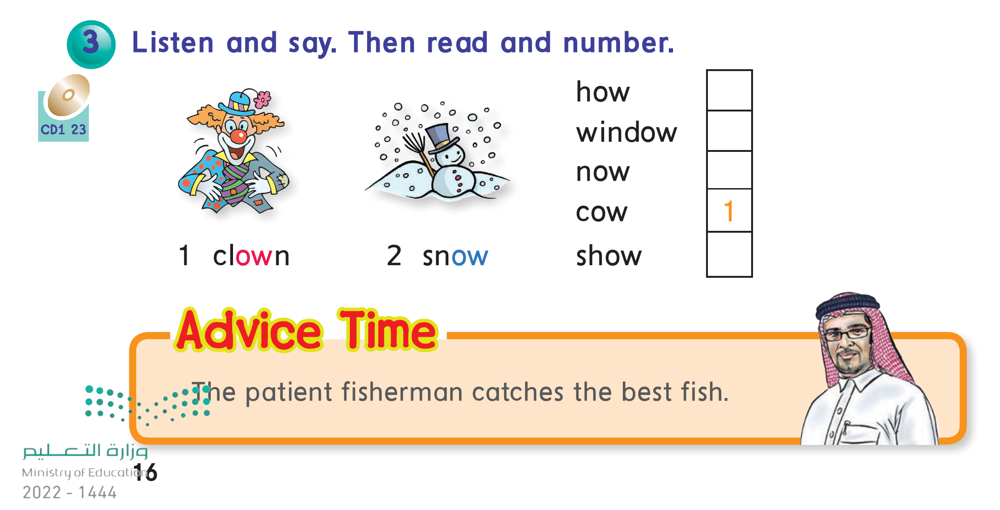 3 Listen and say. Then read and number.
CD1 23
how
window
now
cow 1
show
1 clown
2 snow
Advice Time
The patient fisherman catches the best fish.
وزارة التعليم
Ministry of Education
16
2022 - 1444